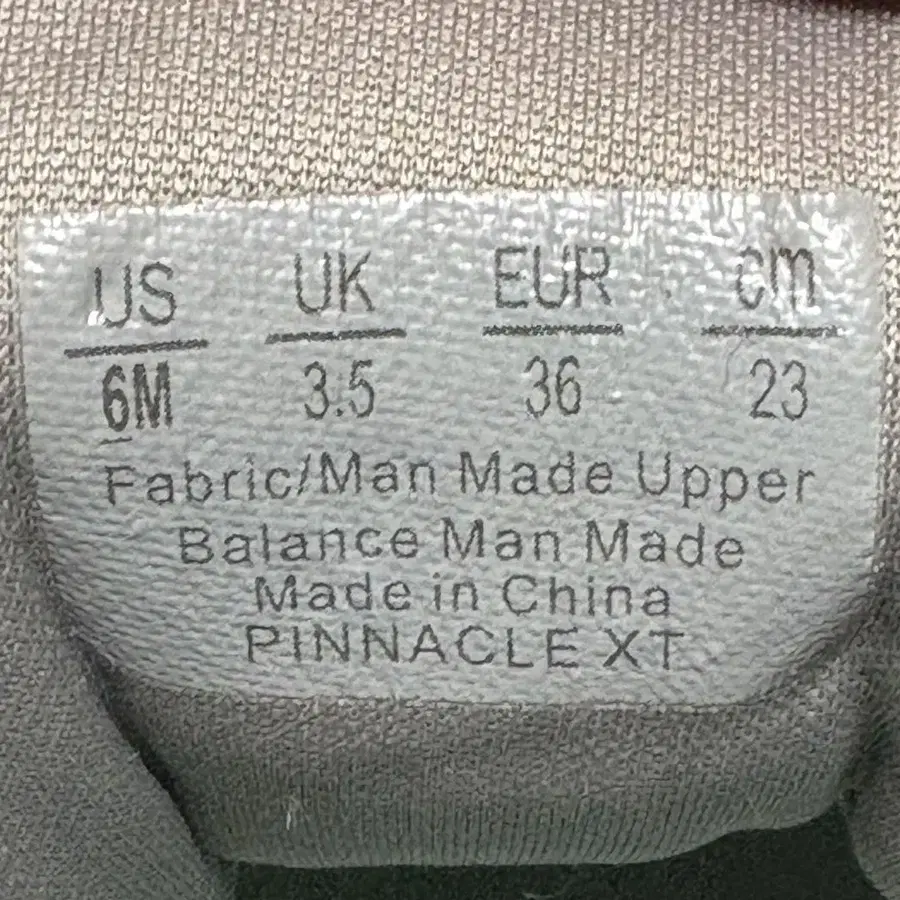 US UK EUR cm
6M 3.5 36 23
Fabric/Man Made Upper
Balance Man Made
Made in China
PINNACLE XT